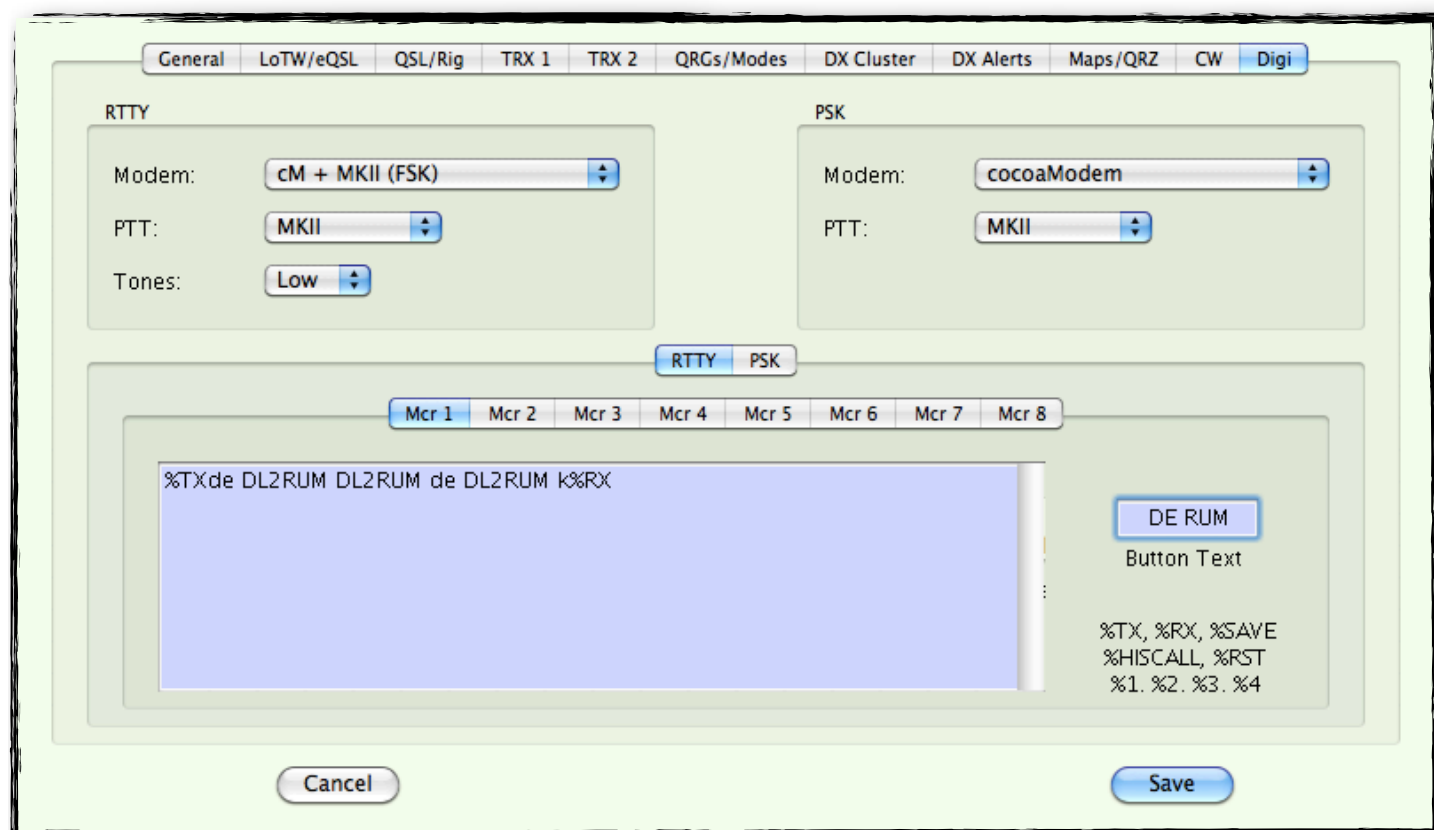 General LoTW/eQSL QSL/Rig TRX 1 TRX 2 QRGs/Modes DX Cluster DX Alerts Maps/QRZ CW Digi
RTTY
Modem: cM + MKII (FSK)
PTT: MKII
Tones: Low
PSK
Modem: cocoaModem
PTT: MKII
RTTY PSK
Mcr 1 Mcr 2 Mcr 3 Mcr 4 Mcr 5 Mcr 6 Mcr 7 Mcr 8
%TXde DL2RUM DL2RUM de DL2RUM k%RX
DE RUM
Button Text
%TX, %RX, %SAVE
%HISCALL, %RST
%1. %2. %3. %4
Cancel Save